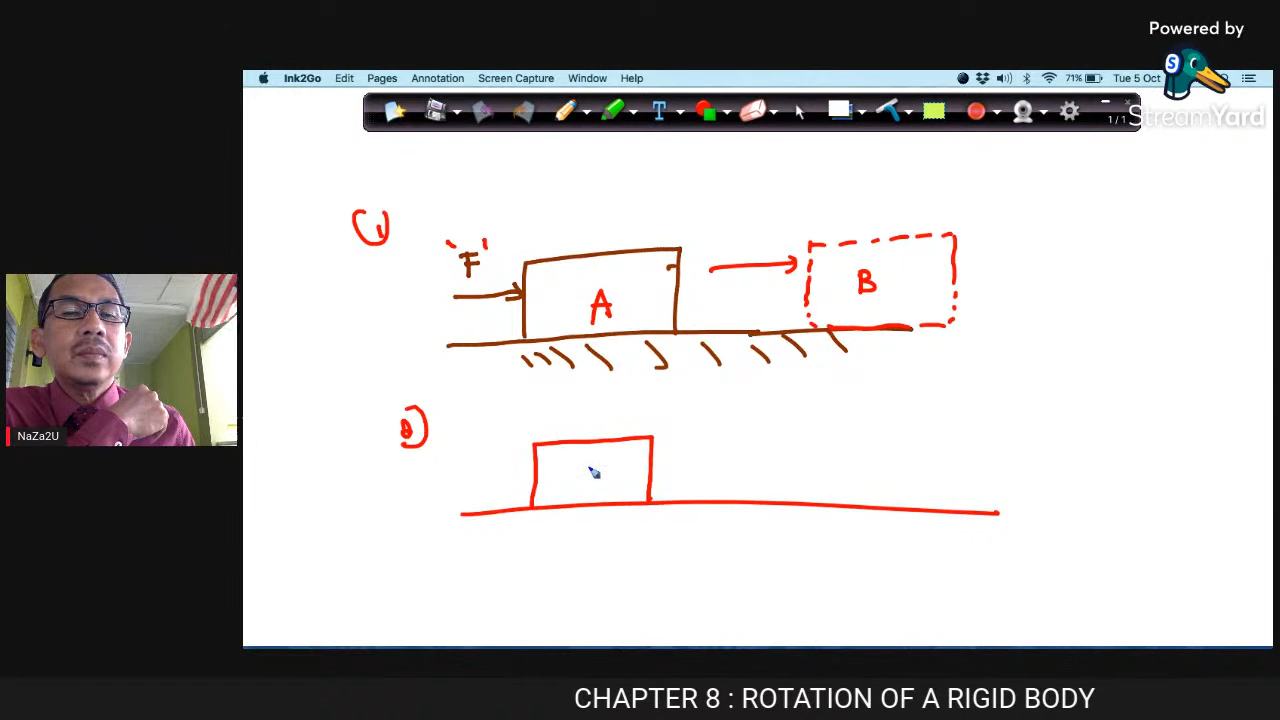 Powered by
StreamYard
Ink2Go Edit Pages Annotation Screen Capture Window Help 71% Tue 5 Oct
1/1
1
'F'
A
B
NaZa2U
CHAPTER 8 : ROTATION OF A RIGID BODY